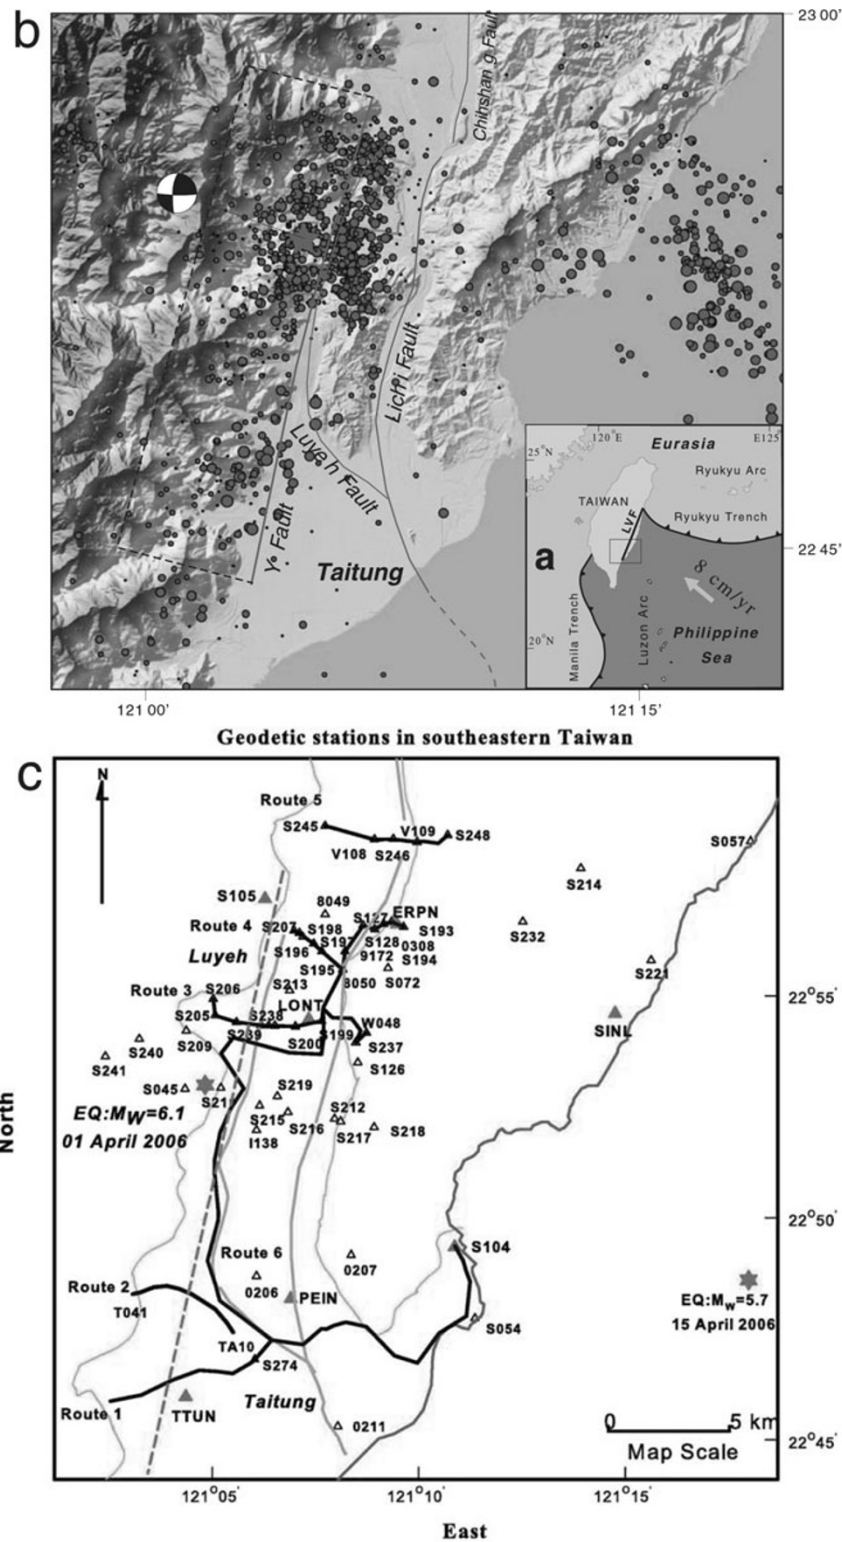 b
23 00'
Chihshan g Fault
Lich'i Fault
Luye h Fault
Y Fault
Taitung
22 45'
121 00'
121 15'
120°E
E125°
25°N
Eurasia
Ryukyu Arc
TAIWAN
LVF
Ryukyu Trench
a
8 cm/yr
20°N
Manila Trench
Luzon Arc
Philippine
Sea
Geodetic stations in southeastern Taiwan
c
N
Route 5
S245
V109
S248
V108
S246
S057
S214
S105
8049
ERPN
Route 4
S207
S198
S127
S193
S232
S196
S197
S128
0308
Luyeh
S195
9172
S194
S221
S213
8050
S072
Route 3
S206
LONT
S205
S238
W048
SINL
S239
S200
S199
S237
S209
S240
S241
S126
S045
S211
S219
EQ:Mw=6.1
01 April 2006
S215
S216
S212
S217
S218
I138
22°55'
North
22°50'
Route 6
S104
0206
0207
Route 2
PEIN
EQ:Mw=5.7
15 April 2006
T041
S054
TA10
S274
Taitung
Route 1
TTUN
0211
0
5 km
Map Scale
22°45'
121°05'
121°10'
121°15'
East